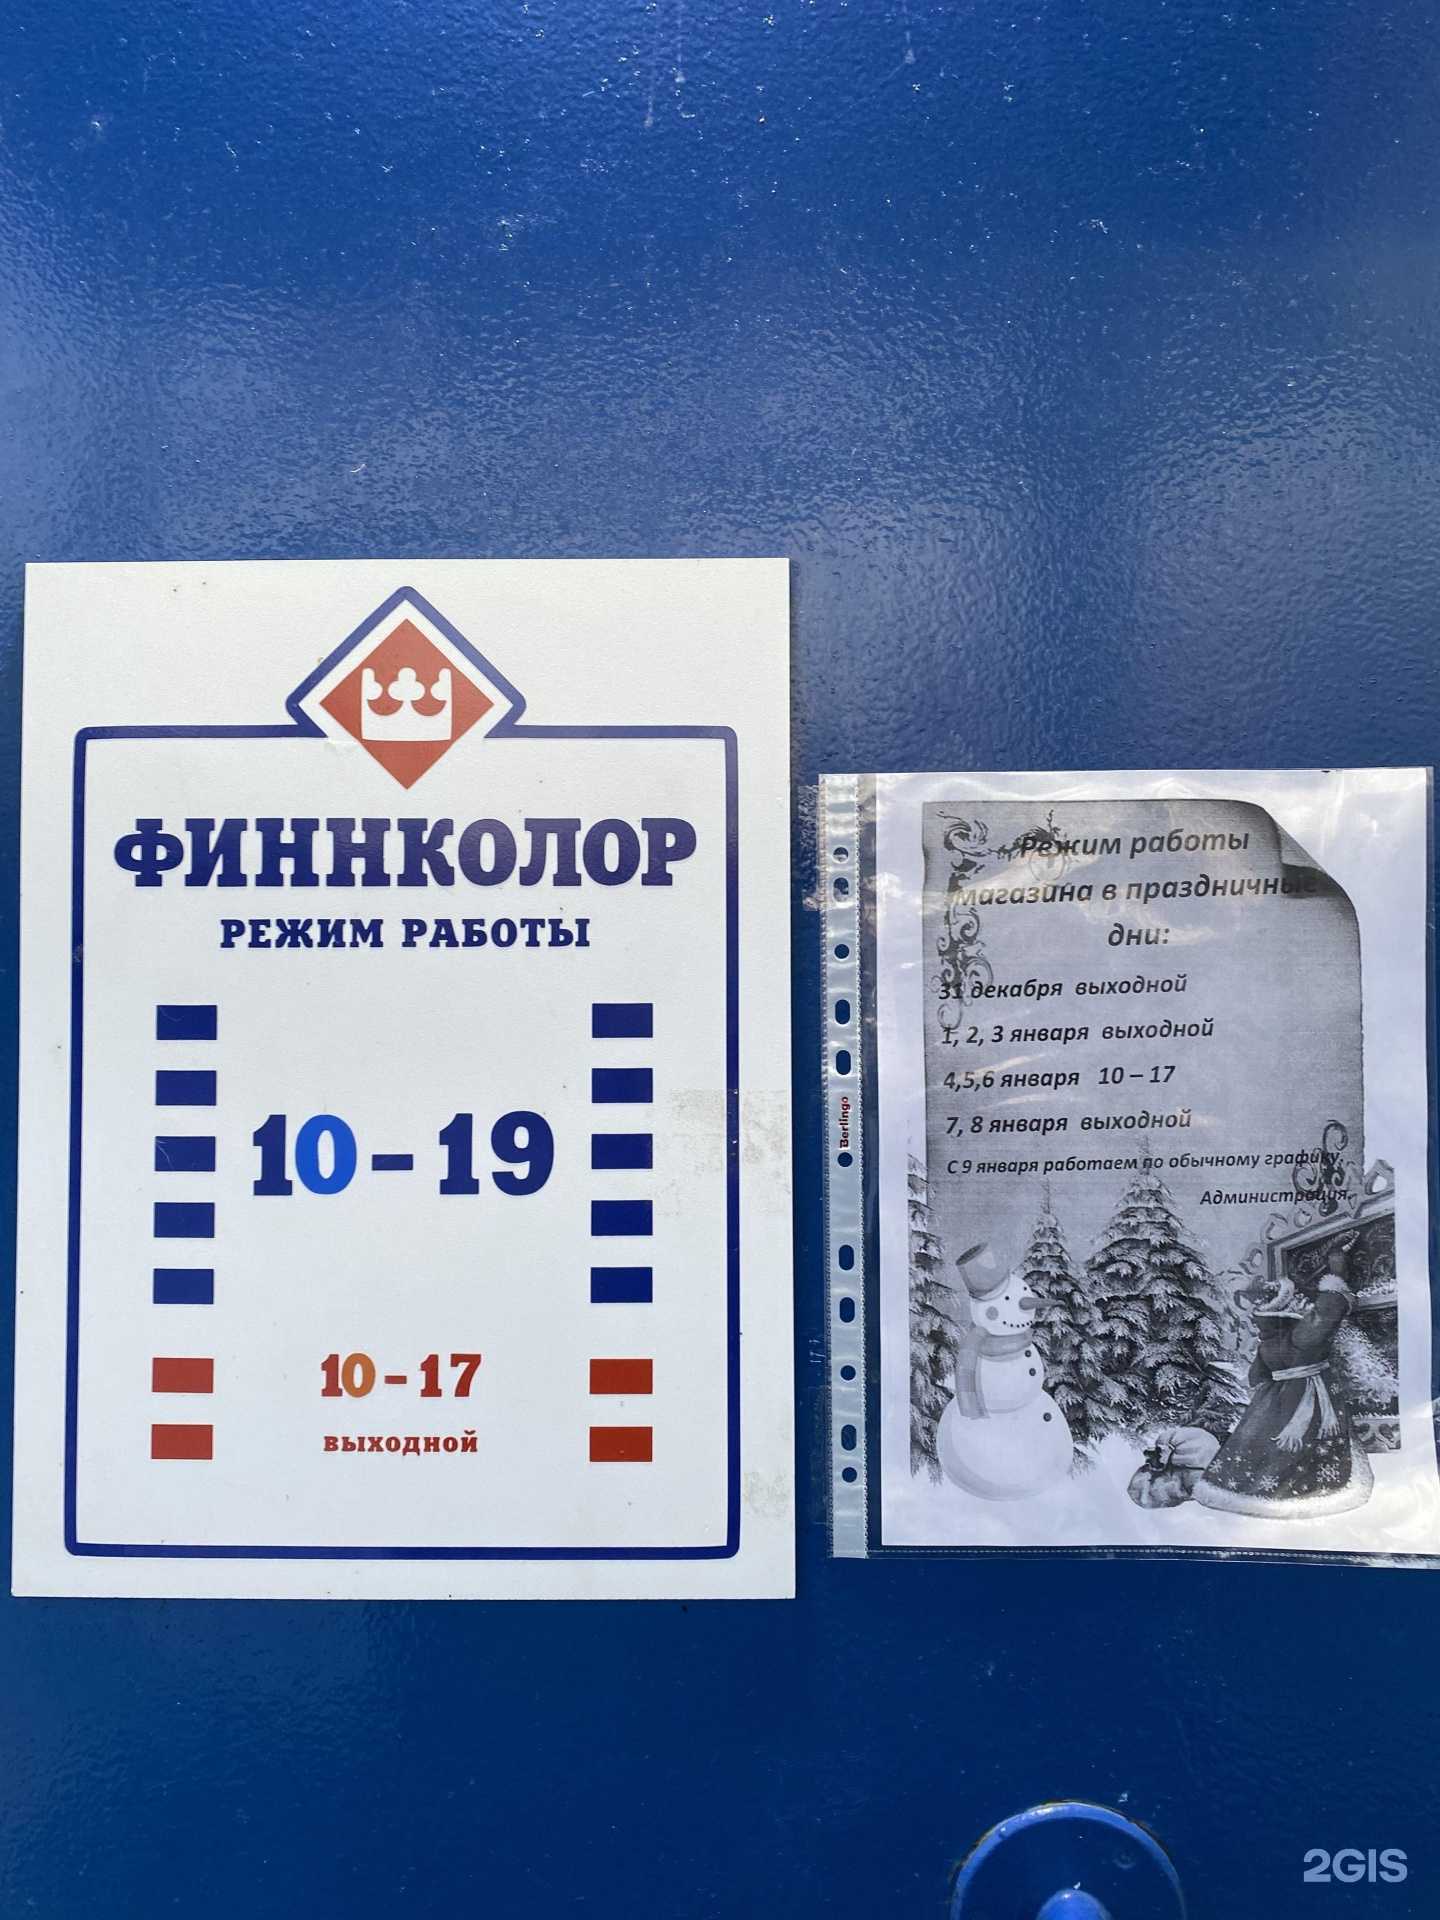 ФИННКОЛОР
РЕЖИМ РАБОТЫ
10 - 19
10 - 17
ВЫХОДНОЙ
Режим работы
магазина в праздничные
дни:
31 декабря выходной
1, 2, 3 января выходной
4,5,6 января 10 – 17
7, 8 января выходной
С 9 января работаем по обычному графику.
Администрация.
Berlingo
2GIS